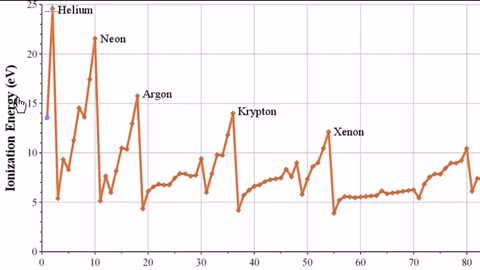 25
Helium
Neon
20
Argon
15
Krypton
Xenon
10
5
0
Ionization Energy (eV)
0 10 20 30 40 50 60 70 80